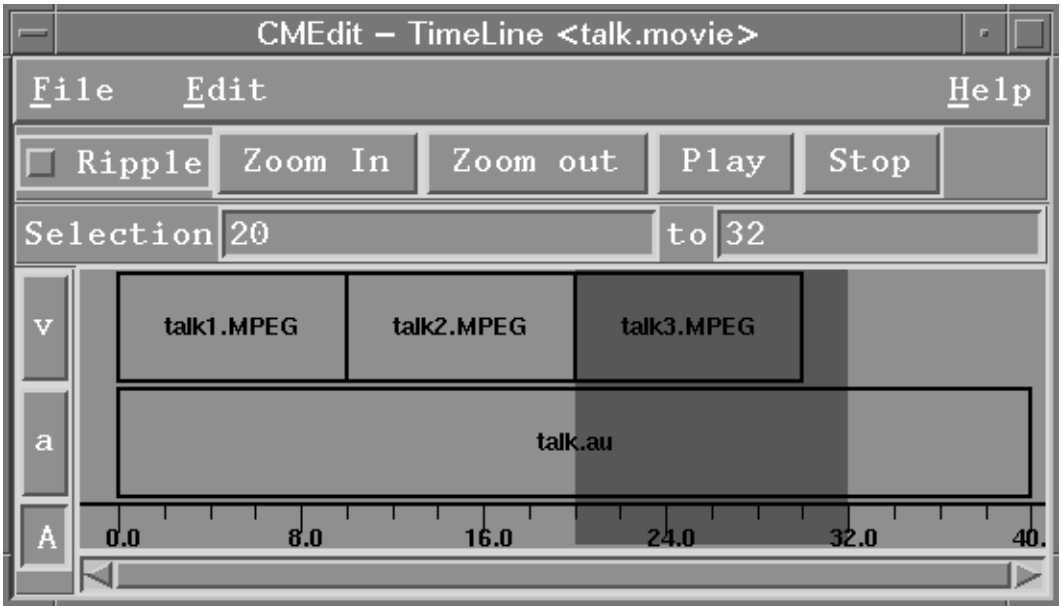 CMEdit – TimeLine <talk.movie>
File Edit Help
Ripple Zoom In Zoom out Play Stop
Selection 20 to 32
v talk1.MPEG talk2.MPEG talk3.MPEG
a talk.au
A 0.0 8.0 16.0 24.0 32.0 40.